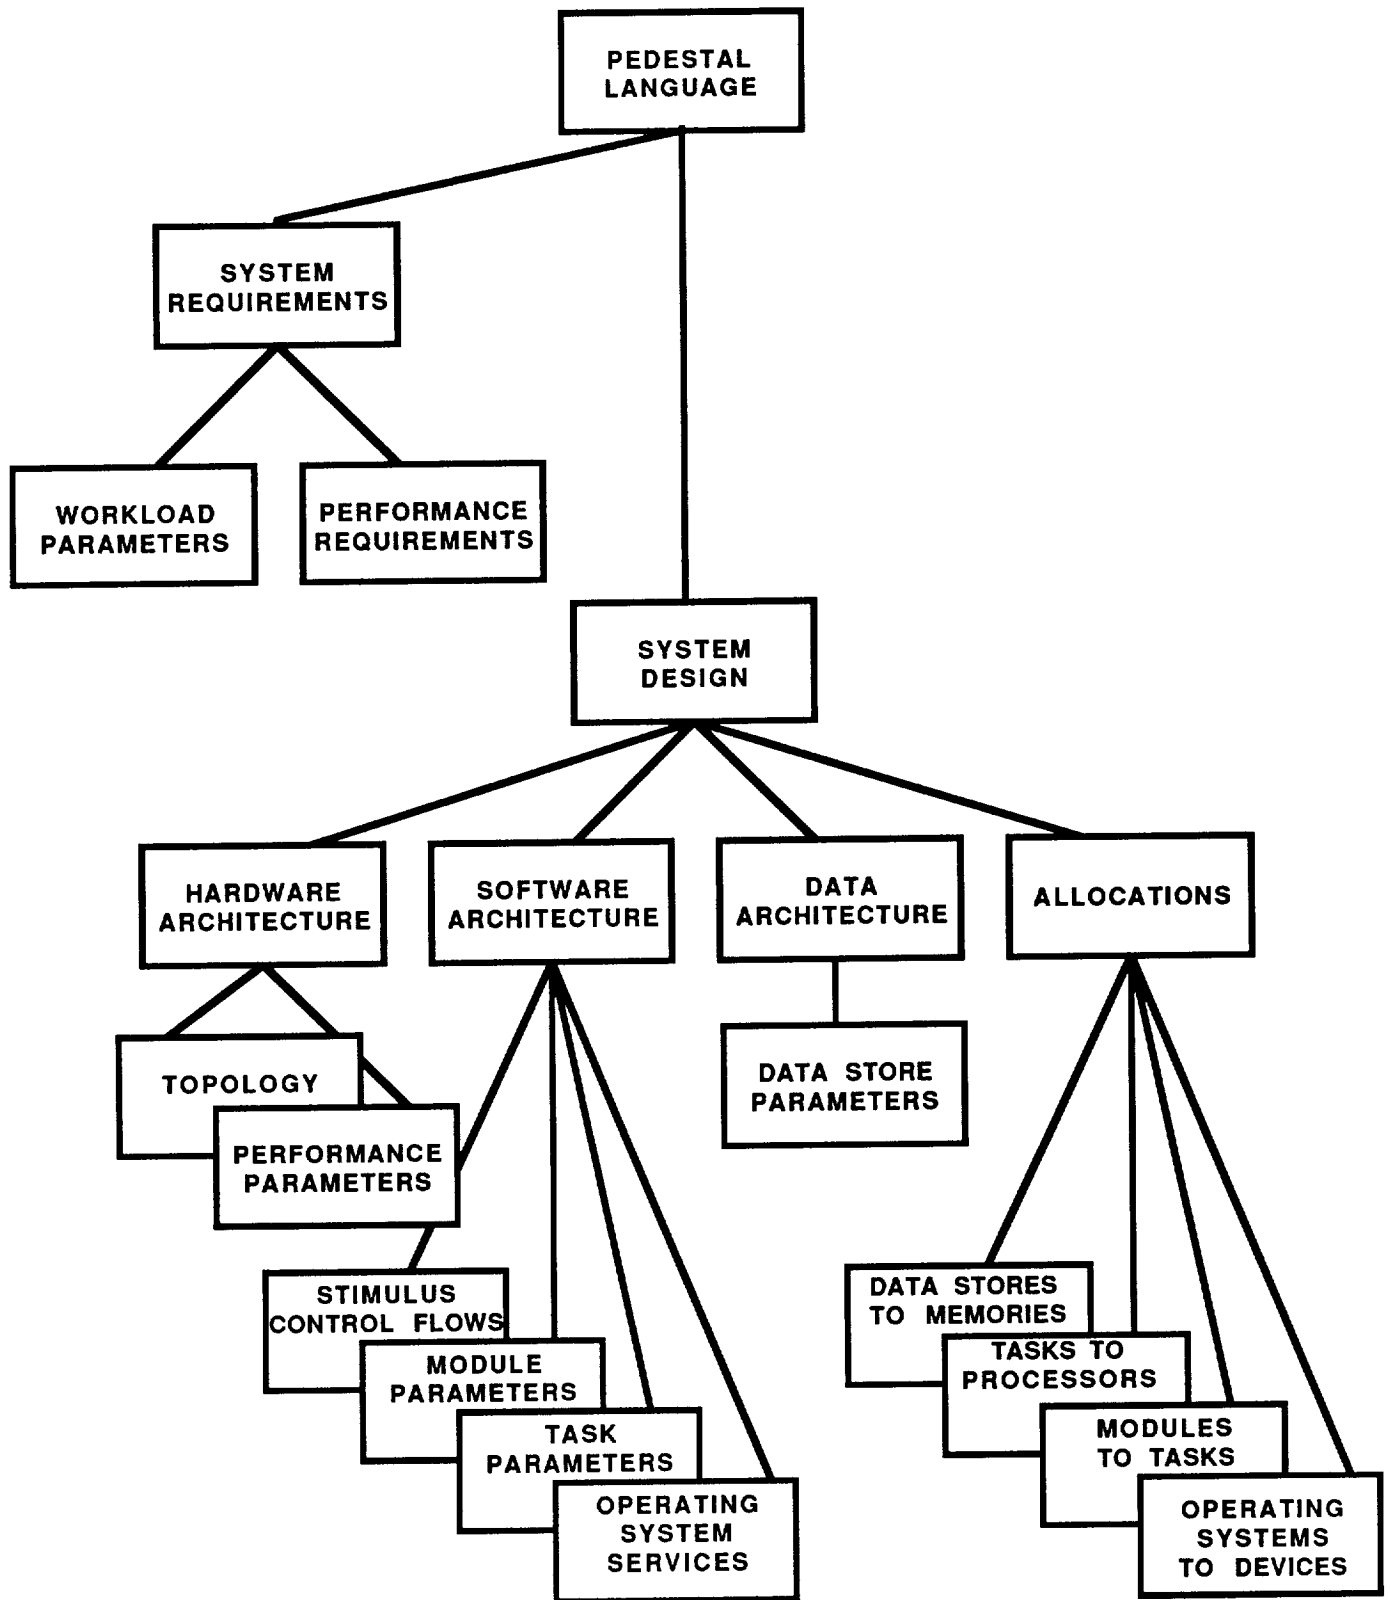 PEDESTAL
LANGUAGE
SYSTEM
REQUIREMENTS
WORKLOAD
PARAMETERS
PERFORMANCE
REQUIREMENTS
SYSTEM
DESIGN
HARDWARE
ARCHITECTURE
SOFTWARE
ARCHITECTURE
DATA
ARCHITECTURE
ALLOCATIONS
TOPOLOGY
PERFORMANCE
PARAMETERS
DATA STORE
PARAMETERS
STIMULUS
CONTROL FLOWS
MODULE
PARAMETERS
TASK
PARAMETERS
OPERATING
SYSTEM
SERVICES
DATA STORES
TO MEMORIES
TASKS TO
PROCESSORS
MODULES
TO TASKS
OPERATING
SYSTEMS
TO DEVICES